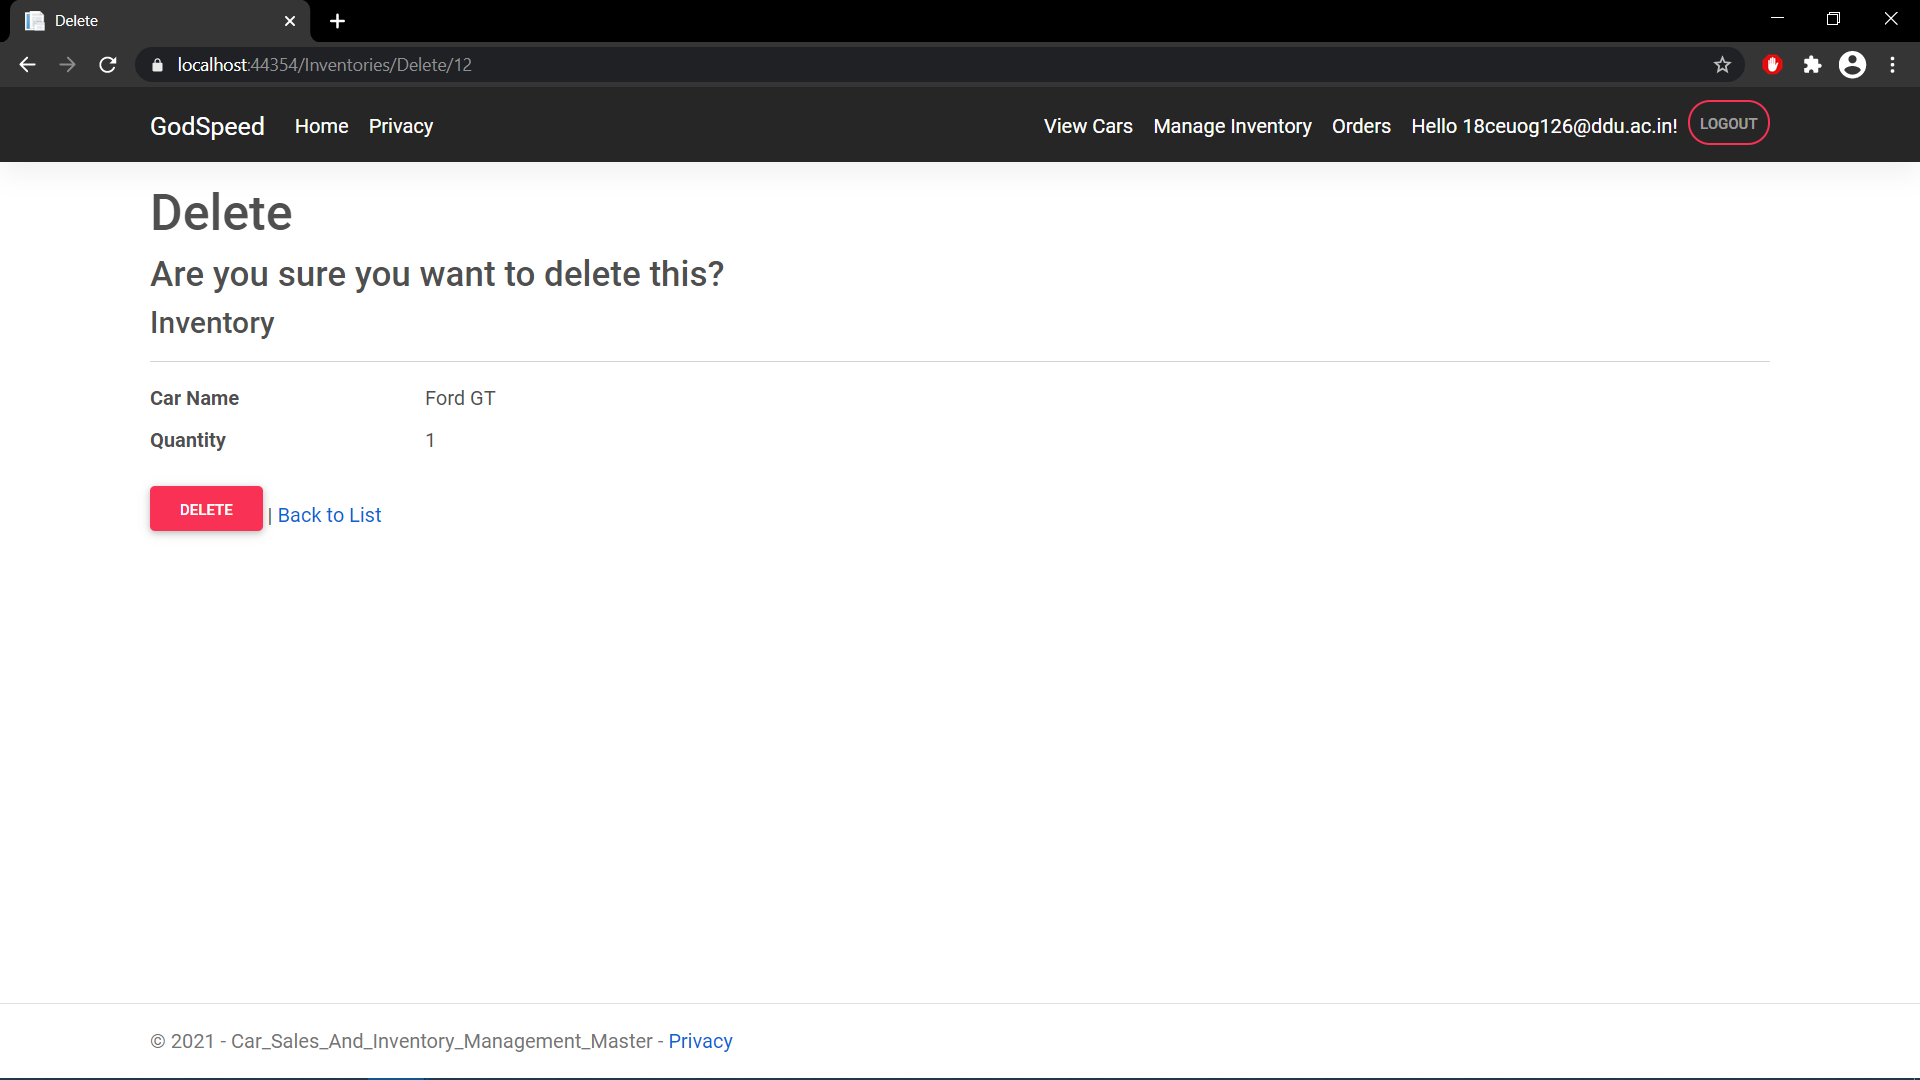 Delete
localhost:44354/Inventories/Delete/12
GodSpeed Home Privacy View Cars Manage Inventory Orders Hello 18ceuog126@ddu.ac.in! LOGOUT
Delete
Are you sure you want to delete this?
Inventory
Car Name Ford GT
Quantity 1
DELETE | Back to List
© 2021 - Car_Sales_And_Inventory_Management_Master - Privacy